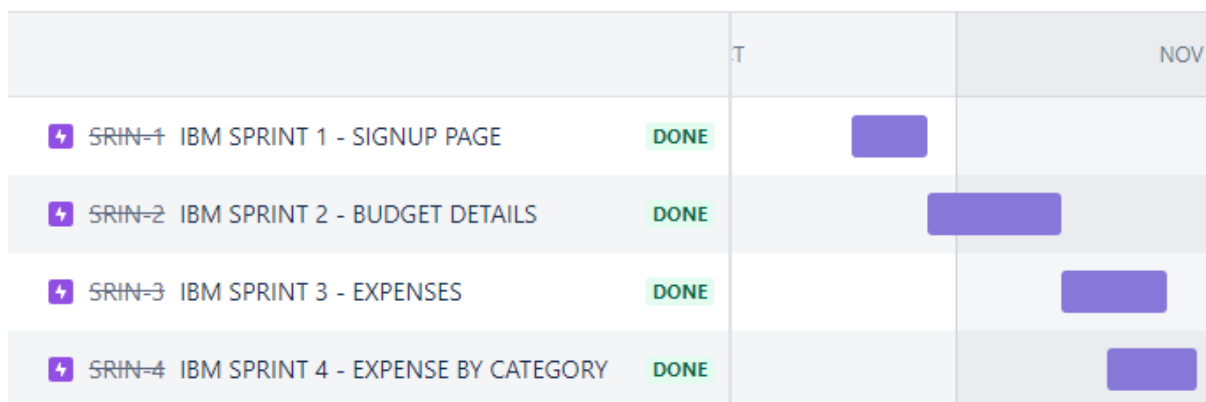 NOV
SRIN-1 IBM SPRINT 1 - SIGNUP PAGE DONE
SRIN-2 IBM SPRINT 2 - BUDGET DETAILS DONE
SRIN-3 IBM SPRINT 3 - EXPENSES DONE
SRIN-4 IBM SPRINT 4 - EXPENSE BY CATEGORY DONE